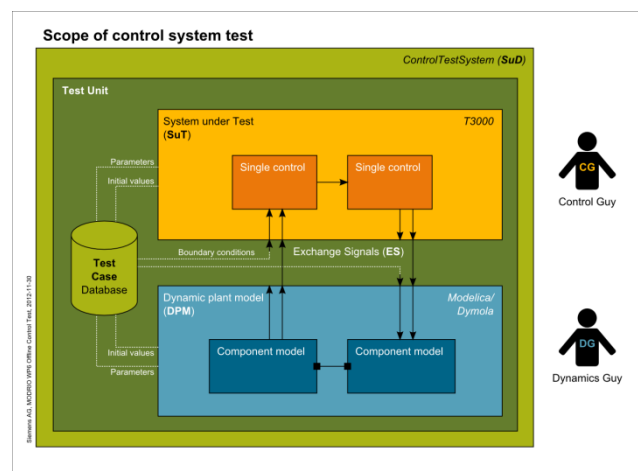 Scope of control system test
ControlTestSystem (SuD)
Test Unit
System under Test
(SuT)
T3000
Parameters
Initial values
Single control
Single control
CG
Control Guy
Boundary conditions
Exchange Signals (ES)
Test
Case
Database
Dynamic plant model
(DPM)
Modelica/
Dymola
Initial values
Parameters
Component model
Component model
DG
Dynamics Guy
Siemens AG, MODRIO WP6 Offline Control Test, 2012-11-30